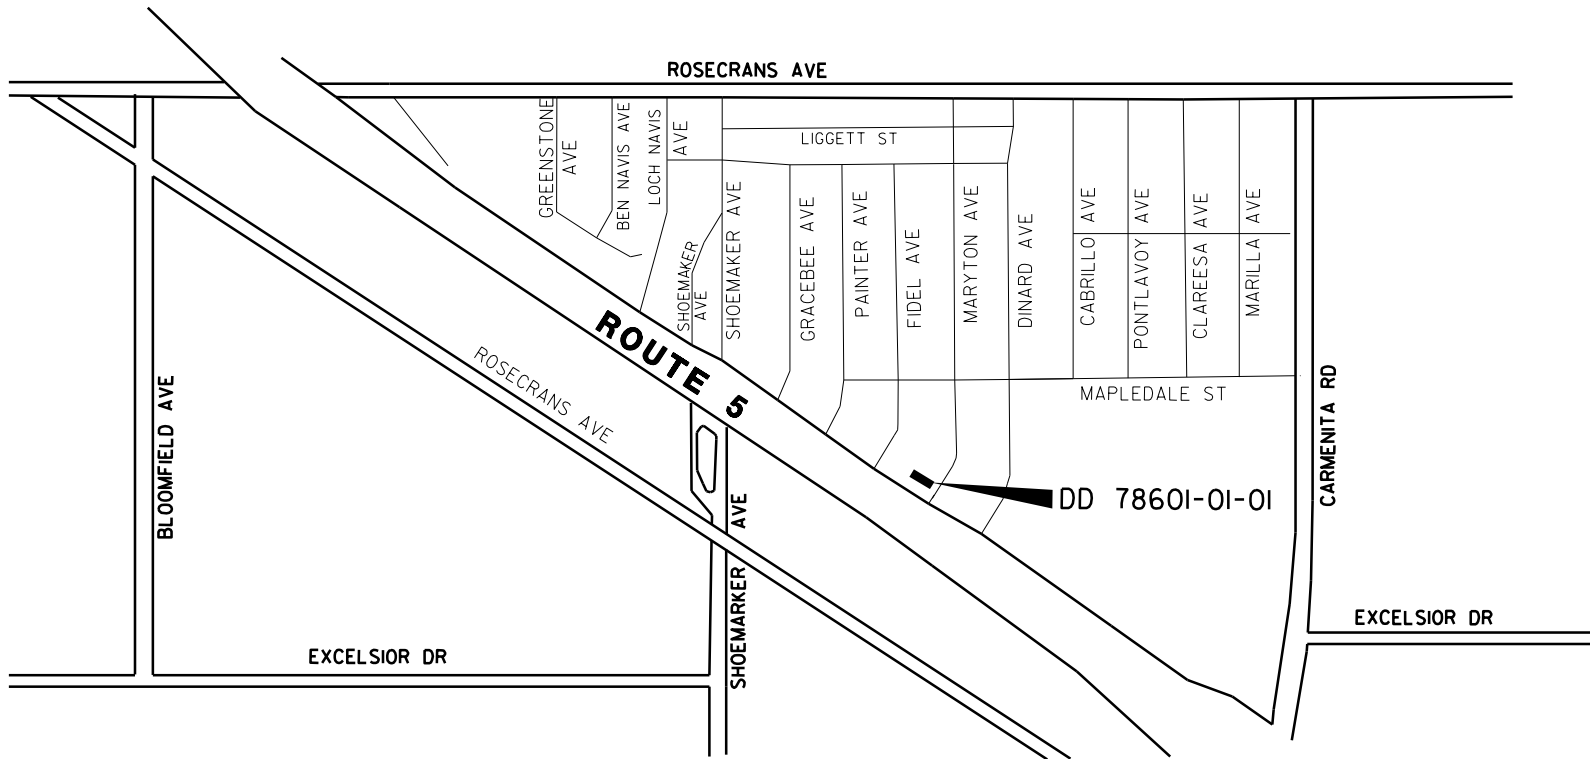 ROSECRANS AVE
GREENSTONE
AVE
BEN NAVIS AVE
LOCH NAVIS
AVE
LIGGETT ST
SHOEMAKER
AVE
SHOEMAKER AVE
GRACEBEE AVE
PAINTER AVE
FIDEL AVE
MARYTON AVE
DINARD AVE
CABRILLO AVE
PONTLAVOY AVE
CLAREESA AVE
MARILLA AVE
ROUTE 5
ROSECRANS AVE
BLOOMFIELD AVE
MAPLEDALE ST
CARMENITA RD
DD 78601-01-01
SHOEMARKER AVE
EXCELSIOR DR
EXCELSIOR DR